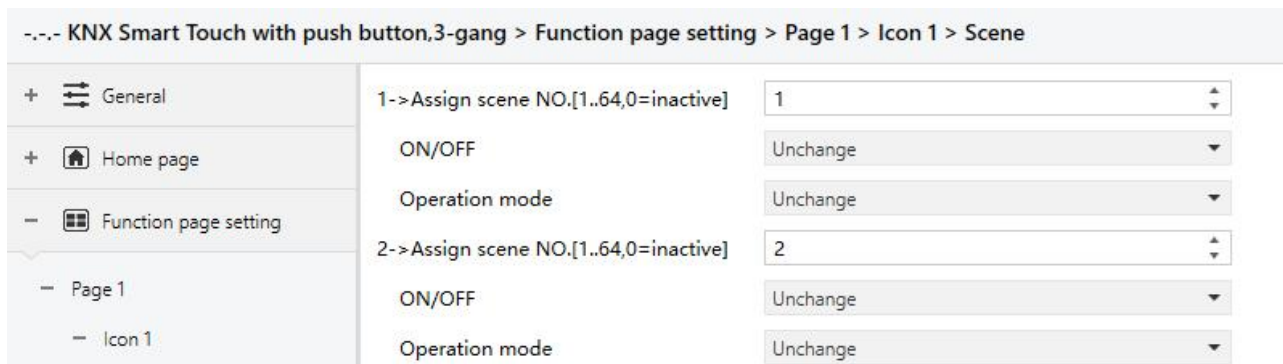 -.-.- KNX Smart Touch with push button,3-gang > Function page setting > Page 1 > Icon 1 > Scene
+ General
+ Home page
− Function page setting
− Page 1
− Icon 1
1->Assign scene NO.[1..64,0=inactive] 1
ON/OFF Unchange
Operation mode Unchange
2->Assign scene NO.[1..64,0=inactive] 2
ON/OFF Unchange
Operation mode Unchange